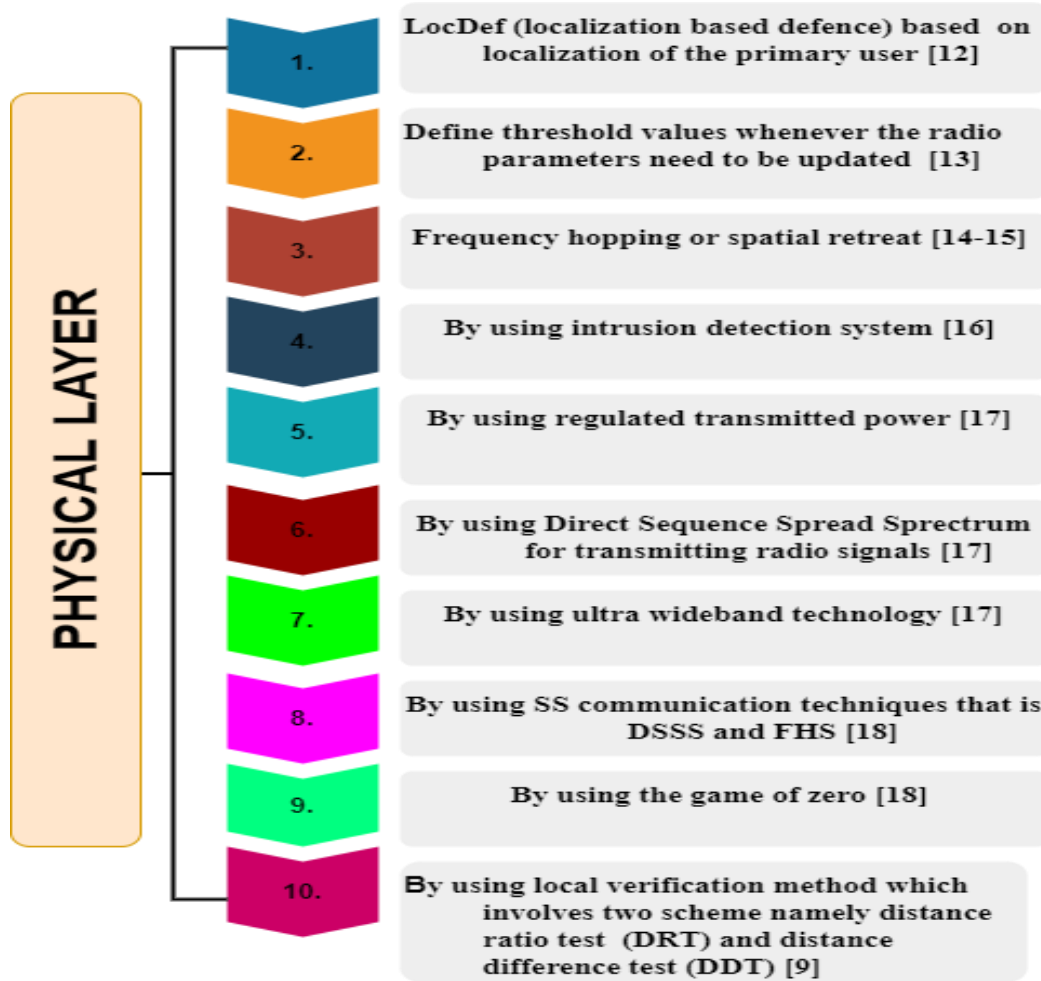 PHYSICAL LAYER
1.
LocDef (localization based defence) based on
localization of the primary user [12]
2.
Define threshold values whenever the radio
parameters need to be updated [13]
3.
Frequency hopping or spatial retreat [14-15]
4.
By using intrusion detection system [16]
5.
By using regulated transmitted power [17]
6.
By using Direct Sequence Spread Sprectrum
for transmitting radio signals [17]
7.
By using ultra wideband technology [17]
8.
By using SS communication techniques that is
DSSS and FHS [18]
9.
By using the game of zero [18]
10.
By using local verification method which
involves two scheme namely distance
ratio test (DRT) and distance
difference test (DDT) [9]